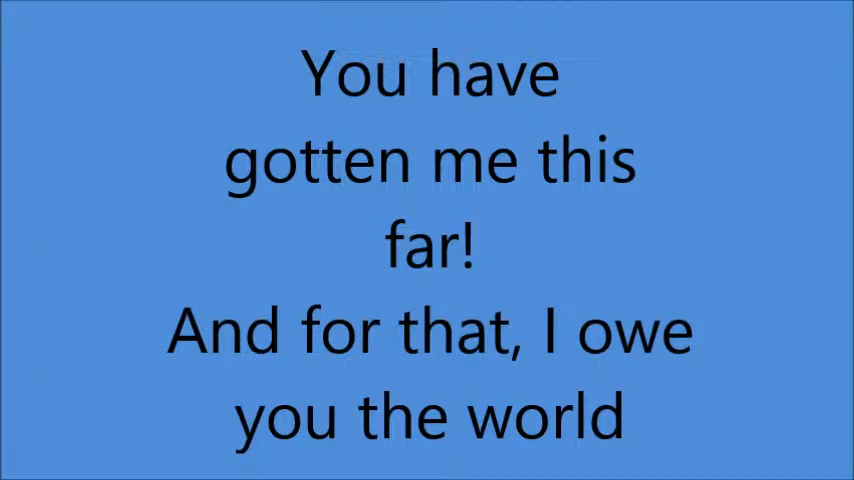 You have
gotten me this
far!
And for that, I owe
you the world